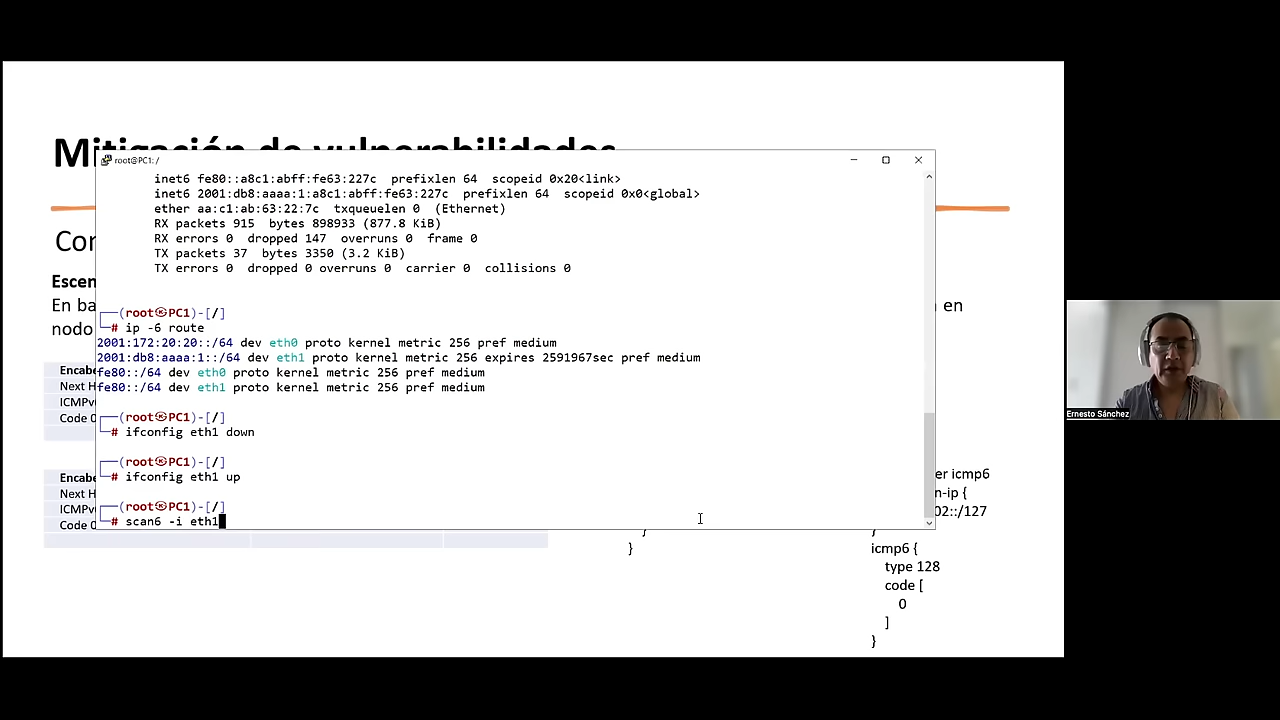 Mitigación de vulnerabilidades
root@PC1: /
inet6 fe80::a8c1:abff:fe63:227c prefixlen 64 scopeid 0x20<link>
inet6 2001:db8:aaaa:1:a8c1:abff:fe63:227c prefixlen 64 scopeid 0x0<global>
ether aa:c1:ab:63:22:7c txqueuelen 0 (Ethernet)
RX packets 915 bytes 898933 (877.8 KiB)
RX errors 0 dropped 147 overruns 0 frame 0
TX packets 37 bytes 3350 (3.2 KiB)
TX errors 0 dropped 0 overruns 0 carrier 0 collisions 0
┌──(root㉿PC1)-[/]
└─# ip -6 route
2001:172:20:20::/64 dev eth0 proto kernel metric 256 pref medium
2001:db8:aaaa:1::/64 dev eth1 proto kernel metric 256 expires 2591967sec pref medium
fe80::/64 dev eth0 proto kernel metric 256 pref medium
fe80::/64 dev eth1 proto kernel metric 256 pref medium
┌──(root㉿PC1)-[/]
└─# ifconfig eth1 down
┌──(root㉿PC1)-[/]
└─# ifconfig eth1 up
┌──(root㉿PC1)-[/]
└─# scan6 -i eth1
Con
Escen
En ba
en
nodo
Encabe
Next H
ICMPv
Code 0
Encabe
Next H
ICMPv
Code 0
}
}
er icmp6
n-ip {
02::/127
}
icmp6 {
type 128
code [
0
]
}
Ernesto Sánchez